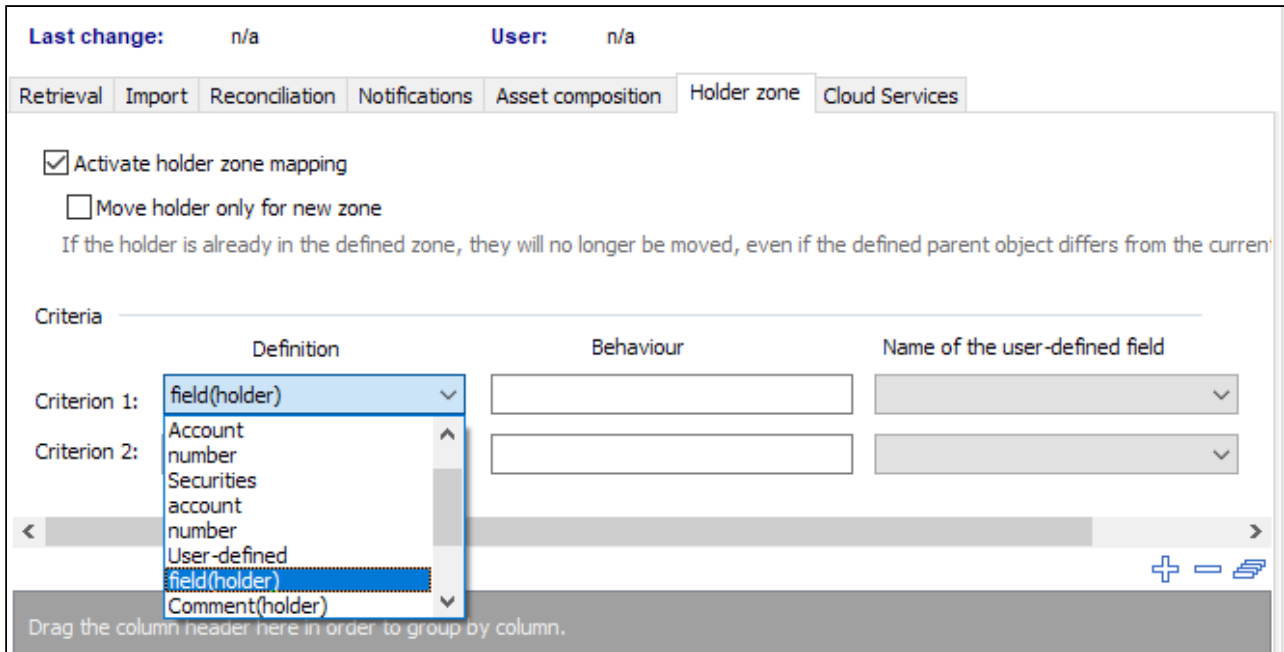 Last change: n/a User: n/a
Retrieval Import Reconciliation Notifications Asset composition Holder zone Cloud Services
Activate holder zone mapping
Move holder only for new zone
If the holder is already in the defined zone, they will no longer be moved, even if the defined parent object differs from the curren
Criteria
Definition Behaviour Name of the user-defined field
Criterion 1: field(holder)
Criterion 2:
Account
number
Securities
account
number
User-defined
field(holder)
Comment(holder)
Drag the column header here in order to group by column.